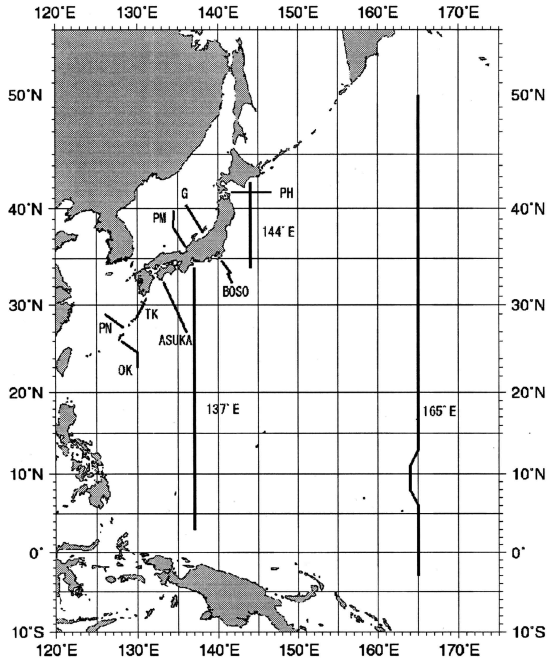 120°E 130°E 140°E 150°E 160°E 170°E
50°N 50°N
40°N 40°N
G PH
PM
144°E
30°N 30°N
BOSO
TK
PN
ASUKA
OK
20°N 20°N
137°E 165°E
10°N 10°N
0° 0°
10°S 10°S
120°E 130°E 140°E 150°E 160°E 170°E